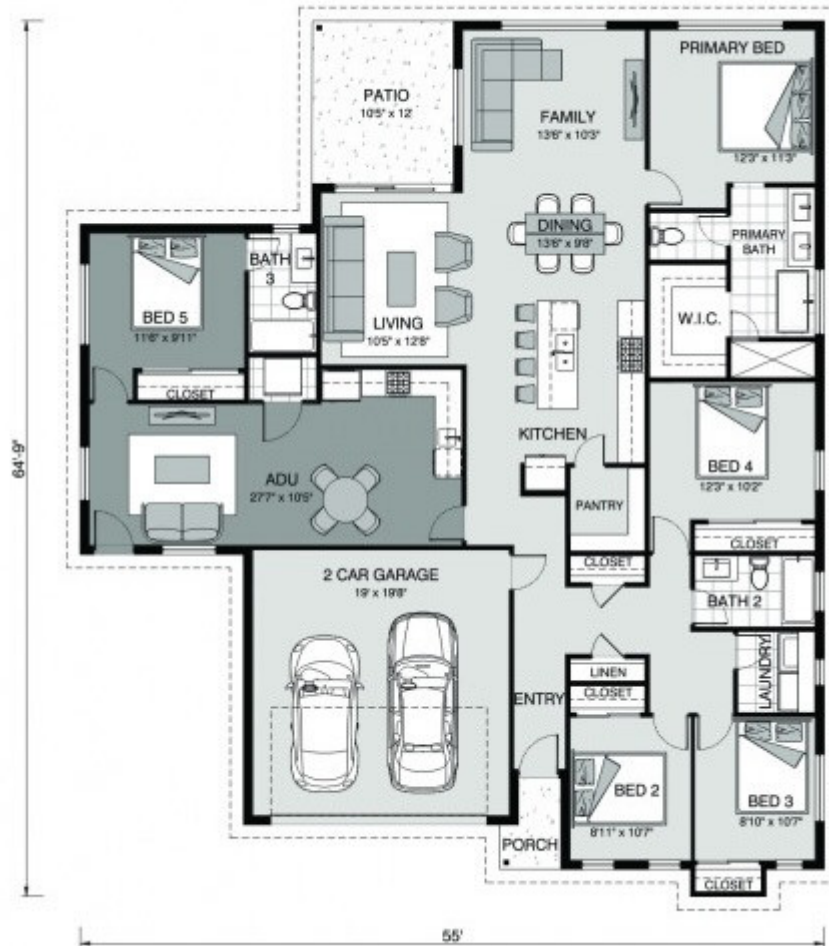 PATIO
10'5" x 12'
FAMILY
13'6" x 10'3"
PRIMARY BED
12'3" x 11'3"
DINING
13'6" x 9'8"
PRIMARY
BATH
BATH
3
BED 5
11'6" x 9'11"
LIVING
10'5" x 12'8"
W.I.C.
CLOSET
KITCHEN
BED 4
12'3" x 10'2"
ADU
27'7" x 10'5"
PANTRY
CLOSET
64'-9"
2 CAR GARAGE
19' x 19'8"
CLOSET
BATH 2
LINEN
CLOSET
LAUNDRY
ENTRY
BED 2
8'11" x 10'7"
BED 3
8'10" x 10'7"
PORCH
CLOSET
55'